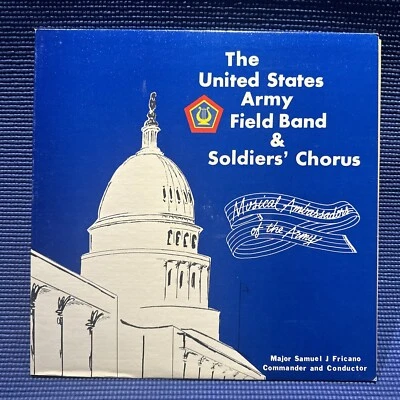 The
United States
Army
Field Band
&
Soldiers' Chorus
Musical Ambassadors
of the Army
Major Samuel J Fricano
Commander and Conductor